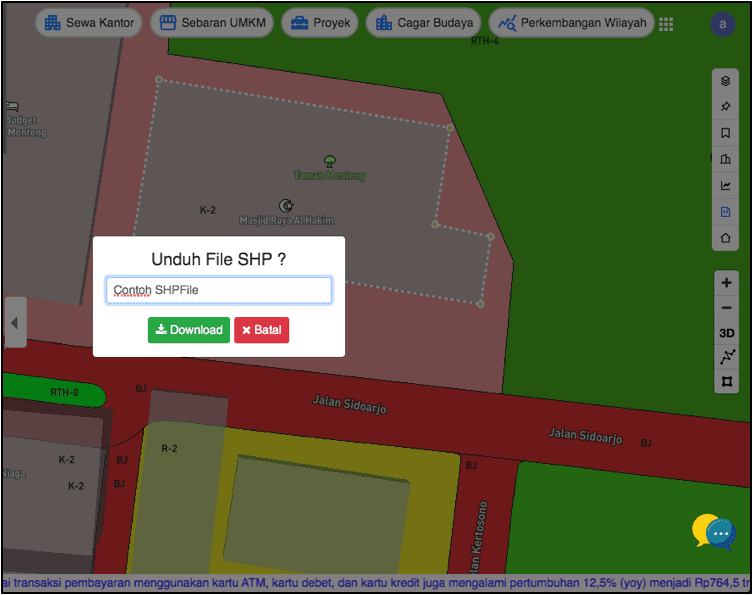 Sewa Kantor
Sebaran UMKM
Proyek
Cagar Budaya
Perkembangan Wilayah
a
RTH-4
Budget
Menteng
Taman Menteng
K-2
Masjid Raya Al Hakim
Unduh File SHP ?
Contoh SHPFile
Download
Batal
3D
RTH-8
BJ
Jalan Sidoarjo
Jalan Sidoarjo
BJ
K-2
BJ
R-2
BJ
Niaga
K-2
BJ
Jalan Kertosono
ai transaksi pembayaran menggunakan kartu ATM, kartu debet, dan kartu kredit juga mengalami pertumbuhan 12,5% (yoy) menjadi Rp764,5 tr